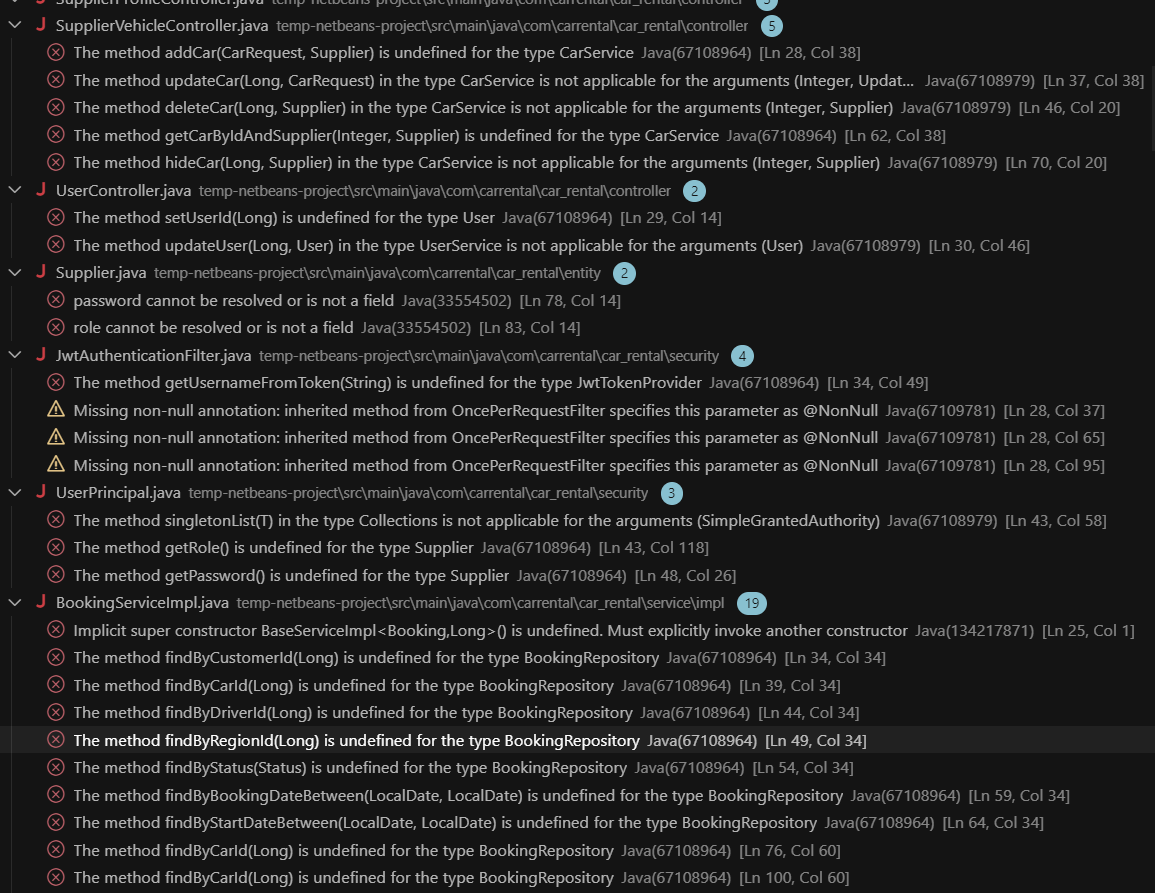 SupplierProfileController.java temp-netbeans-project\src\main\java\com\carrental\car_rental\controller
SupplierVehicleController.java temp-netbeans-project\src\main\java\com\carrental\car_rental\controller 5
The method addCar(CarRequest, Supplier) is undefined for the type CarService Java(67108964) [Ln 28, Col 38]
The method updateCar(Long, CarRequest) in the type CarService is not applicable for the arguments (Integer, Updat... Java(67108979) [Ln 37, Col 38]
The method deleteCar(Long, Supplier) in the type CarService is not applicable for the arguments (Integer, Supplier) Java(67108979) [Ln 46, Col 20]
The method getCarByIdAndSupplier(Integer, Supplier) is undefined for the type CarService Java(67108964) [Ln 62, Col 38]
The method hideCar(Long, Supplier) in the type CarService is not applicable for the arguments (Integer, Supplier) Java(67108979) [Ln 70, Col 20]
UserController.java temp-netbeans-project\src\main\java\com\carrental\car_rental\controller 2
The method setUserId(Long) is undefined for the type User Java(67108964) [Ln 29, Col 14]
The method updateUser(Long, User) in the type UserService is not applicable for the arguments (User) Java(67108979) [Ln 30, Col 46]
Supplier.java temp-netbeans-project\src\main\java\com\carrental\car_rental\entity 2
password cannot be resolved or is not a field Java(33554502) [Ln 78, Col 14]
role cannot be resolved or is not a field Java(33554502) [Ln 83, Col 14]
JwtAuthenticationFilter.java temp-netbeans-project\src\main\java\com\carrental\car_rental\security 4
The method getUsernameFromToken(String) is undefined for the type JwtTokenProvider Java(67108964) [Ln 34, Col 49]
Missing non-null annotation: inherited method from OncePerRequestFilter specifies this parameter as @NonNull Java(67109781) [Ln 28, Col 37]
Missing non-null annotation: inherited method from OncePerRequestFilter specifies this parameter as @NonNull Java(67109781) [Ln 28, Col 65]
Missing non-null annotation: inherited method from OncePerRequestFilter specifies this parameter as @NonNull Java(67109781) [Ln 28, Col 95]
UserPrincipal.java temp-netbeans-project\src\main\java\com\carrental\car_rental\security 3
The method singletonList(T) in the type Collections is not applicable for the arguments (SimpleGrantedAuthority) Java(67108979) [Ln 43, Col 58]
The method getRole() is undefined for the type Supplier Java(67108964) [Ln 43, Col 118]
The method getPassword() is undefined for the type Supplier Java(67108964) [Ln 48, Col 26]
BookingServiceImpl.java temp-netbeans-project\src\main\java\com\carrental\car_rental\service\impl 19
Implicit super constructor BaseServiceImpl<Booking,Long>() is undefined. Must explicitly invoke another constructor Java(134217871) [Ln 25, Col 1]
The method findByCustomerId(Long) is undefined for the type BookingRepository Java(67108964) [Ln 34, Col 34]
The method findByCarId(Long) is undefined for the type BookingRepository Java(67108964) [Ln 39, Col 34]
The method findByDriverId(Long) is undefined for the type BookingRepository Java(67108964) [Ln 44, Col 34]
The method findByRegionId(Long) is undefined for the type BookingRepository Java(67108964) [Ln 49, Col 34]
The method findByStatus(Status) is undefined for the type BookingRepository Java(67108964) [Ln 54, Col 34]
The method findByBookingDateBetween(LocalDate, LocalDate) is undefined for the type BookingRepository Java(67108964) [Ln 59, Col 34]
The method findByStartDateBetween(LocalDate, LocalDate) is undefined for the type BookingRepository Java(67108964) [Ln 64, Col 34]
The method findByCarId(Long) is undefined for the type BookingRepository Java(67108964) [Ln 76, Col 60]
The method findByCarId(Long) is undefined for the type BookingRepository Java(67108964) [Ln 100, Col 60]